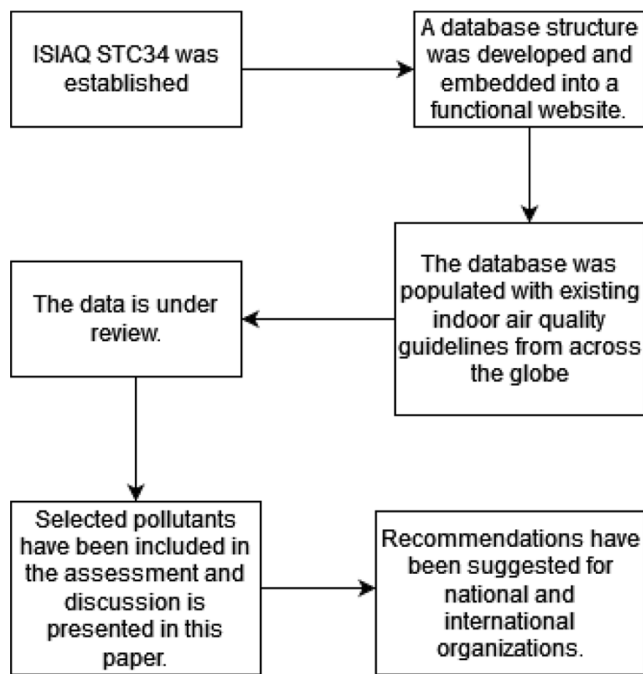 ISIAQ STC34 was
established
A database structure
was developed and
embedded into a
functional website.
The database was
populated with existing
indoor air quality
guidelines from across
the globe
The data is under
review.
Selected pollutants
have been included in
the assessment and
discussion is
presented in this
paper.
Recommendations have
been suggested for
national and
international
organizations.